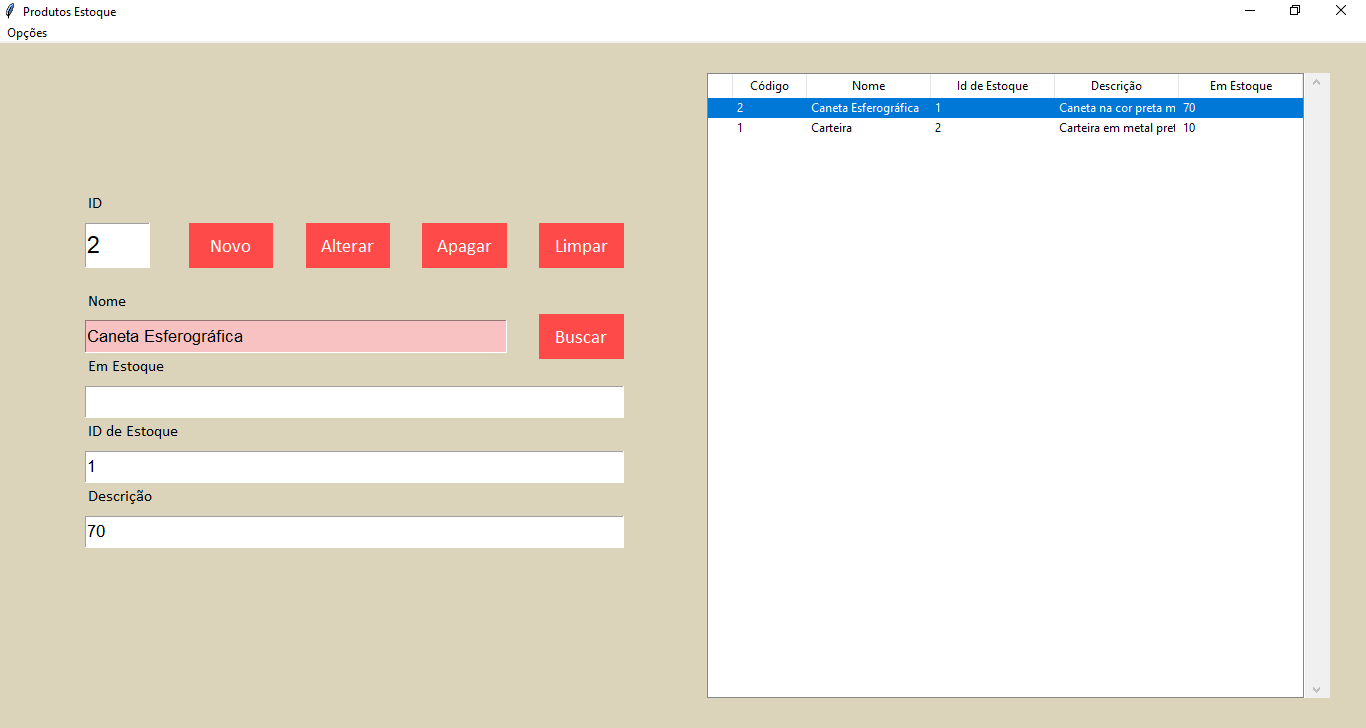 Produtos Estoque
Opções
ID
2
Novo
Alterar
Apagar
Limpar
Nome
Caneta Esferográfica
Buscar
Em Estoque
ID de Estoque
1
Descrição
70
Código Nome Id de Estoque Descrição Em Estoque
2 Caneta Esferográfica 1 Caneta na cor preta m 70
1 Carteira 2 Carteira em metal pret 10